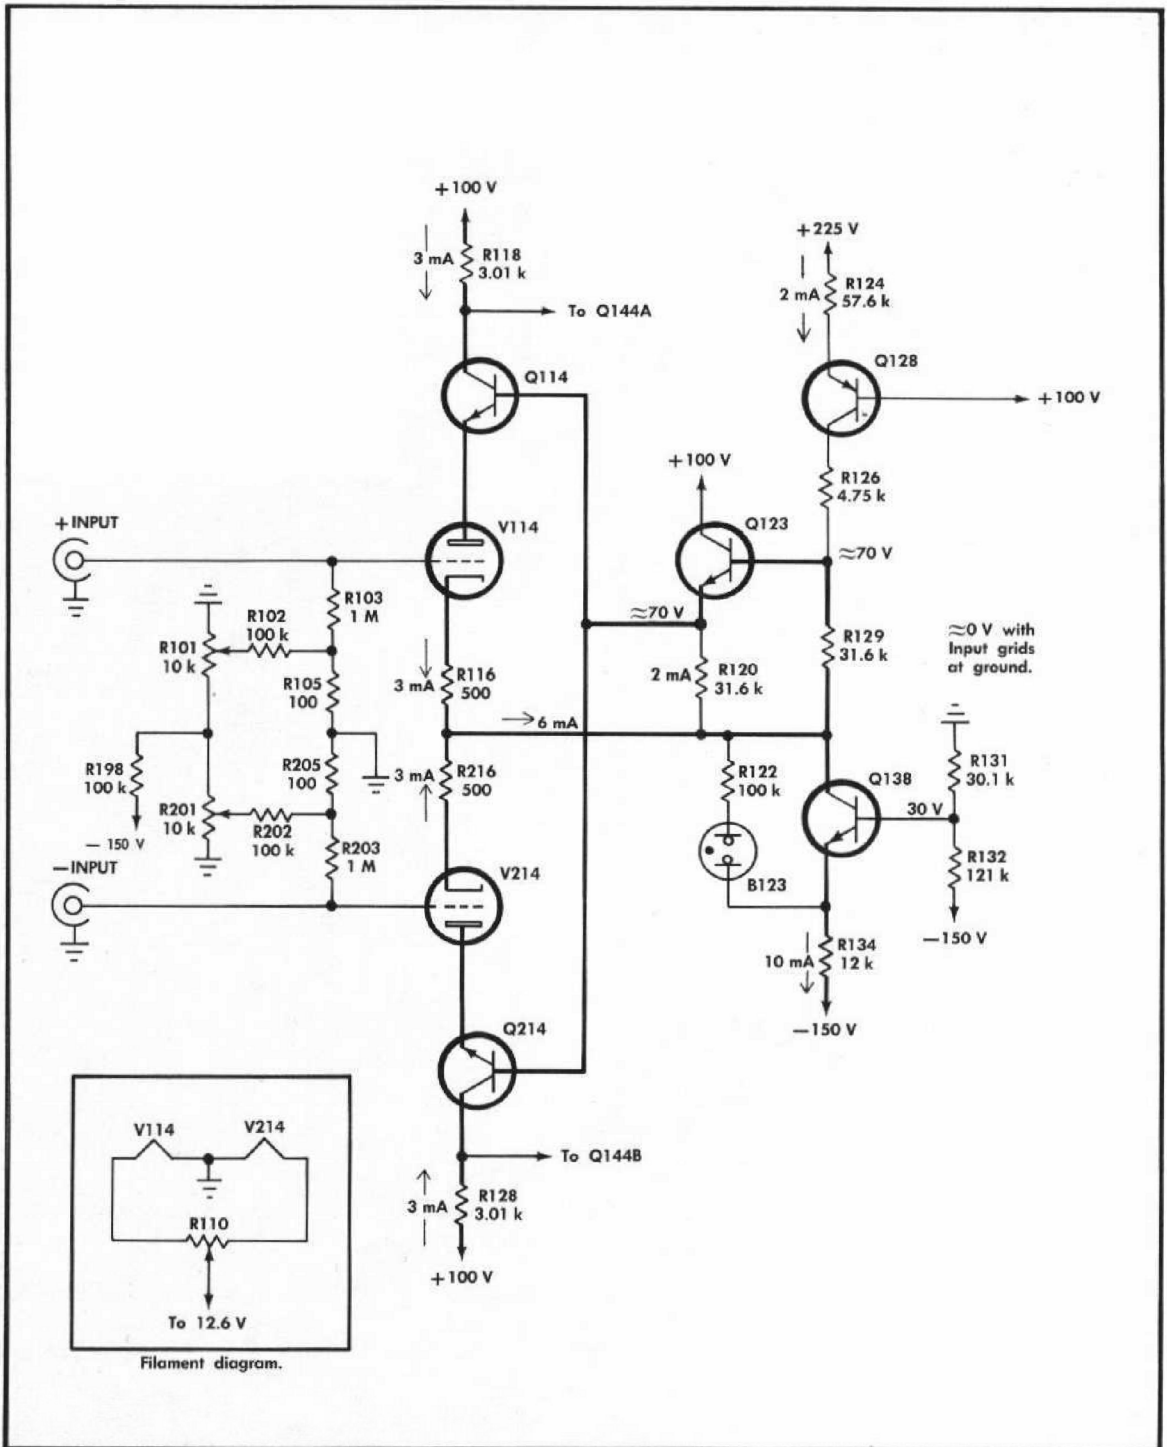 +100 V
3 mA
R118
3.01 k
To Q144A
Q114
+225 V
2 mA
R124
57.6 k
Q128
+100 V
R126
4.75 k
+100 V
Q123
≈70 V
≈70 V
+INPUT
V114
R103
1 M
R102
100 k
R101
10 k
R105
100
3 mA
R116
500
2 mA
R120
31.6 k
R129
31.6 k
≈0 V with
Input grids
at ground.
6 mA
R198
100 k
− 150 V
R205
100
3 mA
R216
500
R201
10 k
R202
100 k
R203
1 M
R122
100 k
B123
Q138
30 V
R131
30.1 k
R132
121 k
−150 V
−INPUT
V214
10 mA
R134
12 k
−150 V
Q214
To Q144B
3 mA
R128
3.01 k
+100 V
V114
V214
R110
To 12.6 V
Filament diagram.